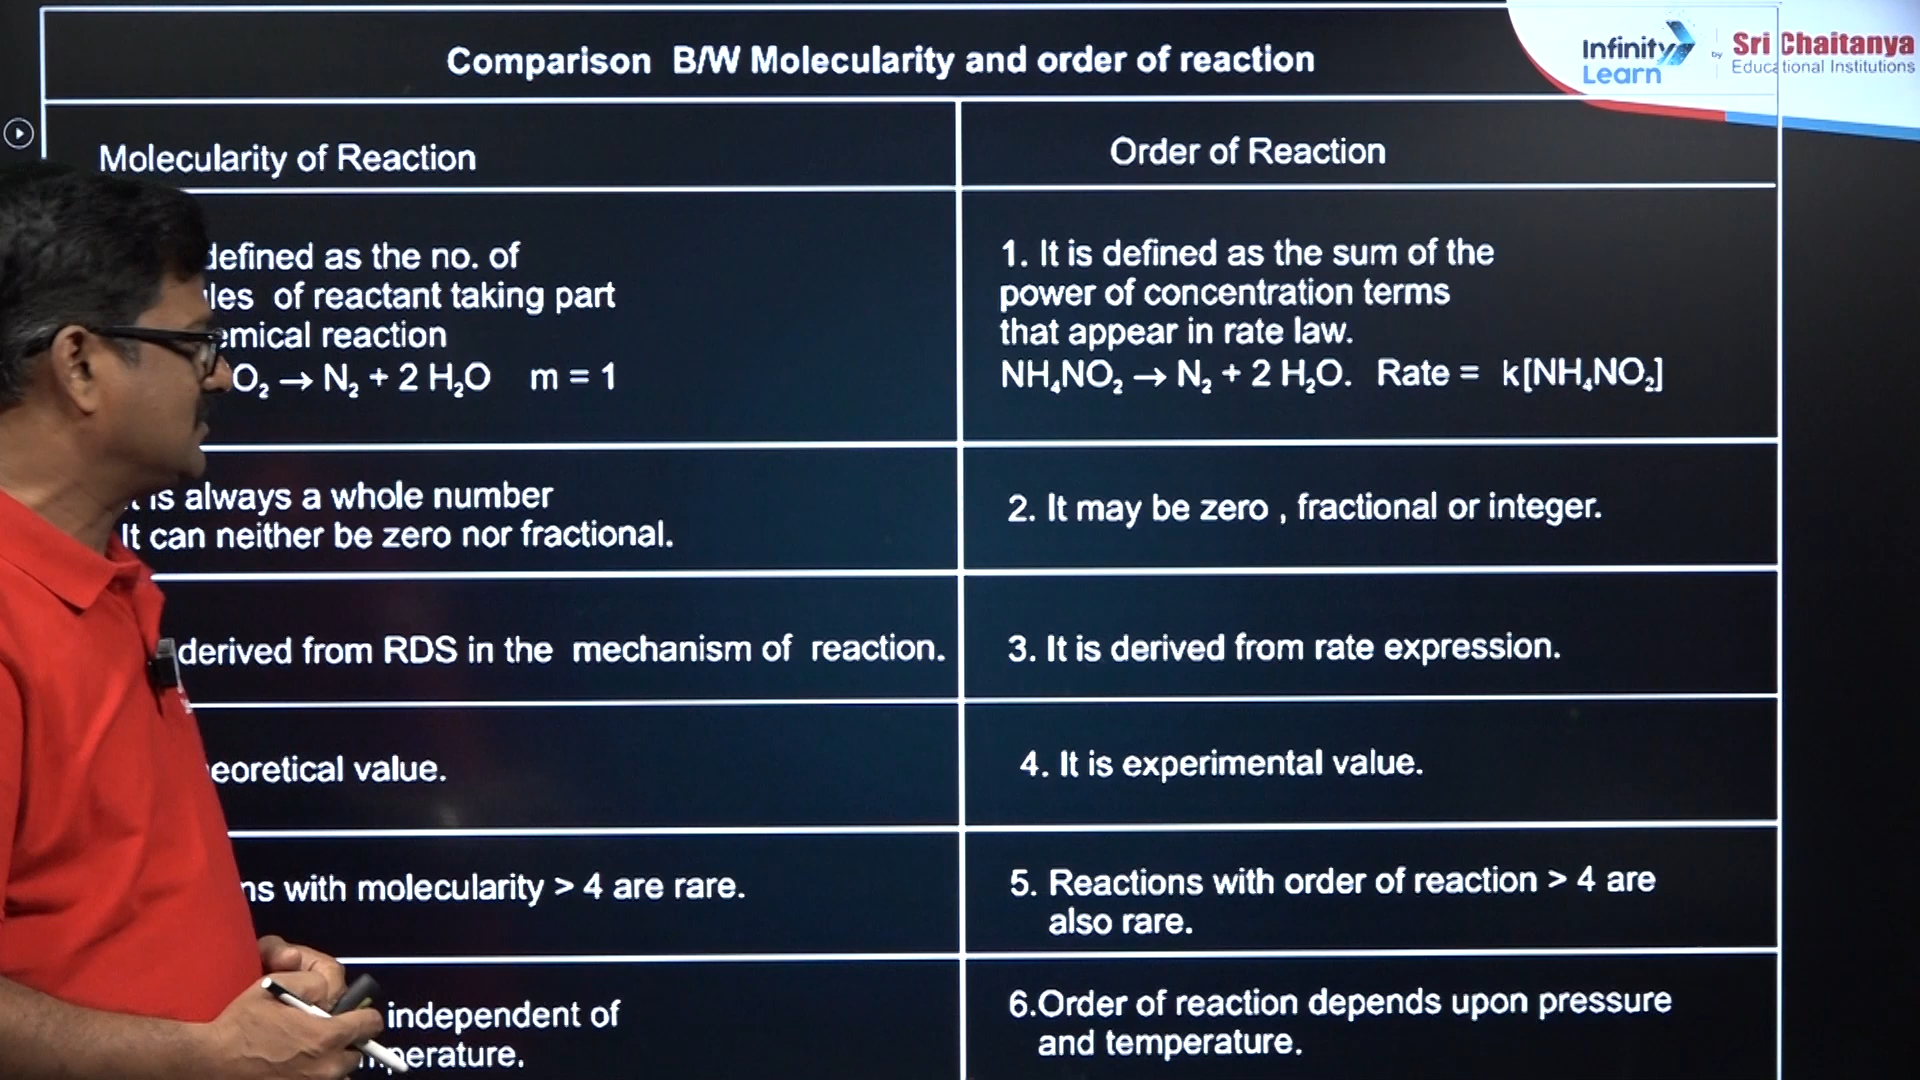 Comparison B/W Molecularity and order of reaction
Infinity Learn
by
Sri Chaitanya
Educational Institutions
Molecularity of Reaction
Order of Reaction
defined as the no. of
of reactant taking part
reaction
O₂ → N₂ + 2 H₂O m = 1
1. It is defined as the sum of the
power of concentration terms
that appear in rate law.
NH₄NO₂ → N₂ + 2 H₂O. Rate = k[NH₄NO₂]
is always a whole number
It can neither be zero nor fractional.
2. It may be zero , fractional or integer.
derived from RDS in the mechanism of reaction.
3. It is derived from rate expression.
value.
4. It is experimental value.
with molecularity > 4 are rare.
5. Reactions with order of reaction > 4 are
also rare.
independent of
6.Order of reaction depends upon pressure
and temperature.